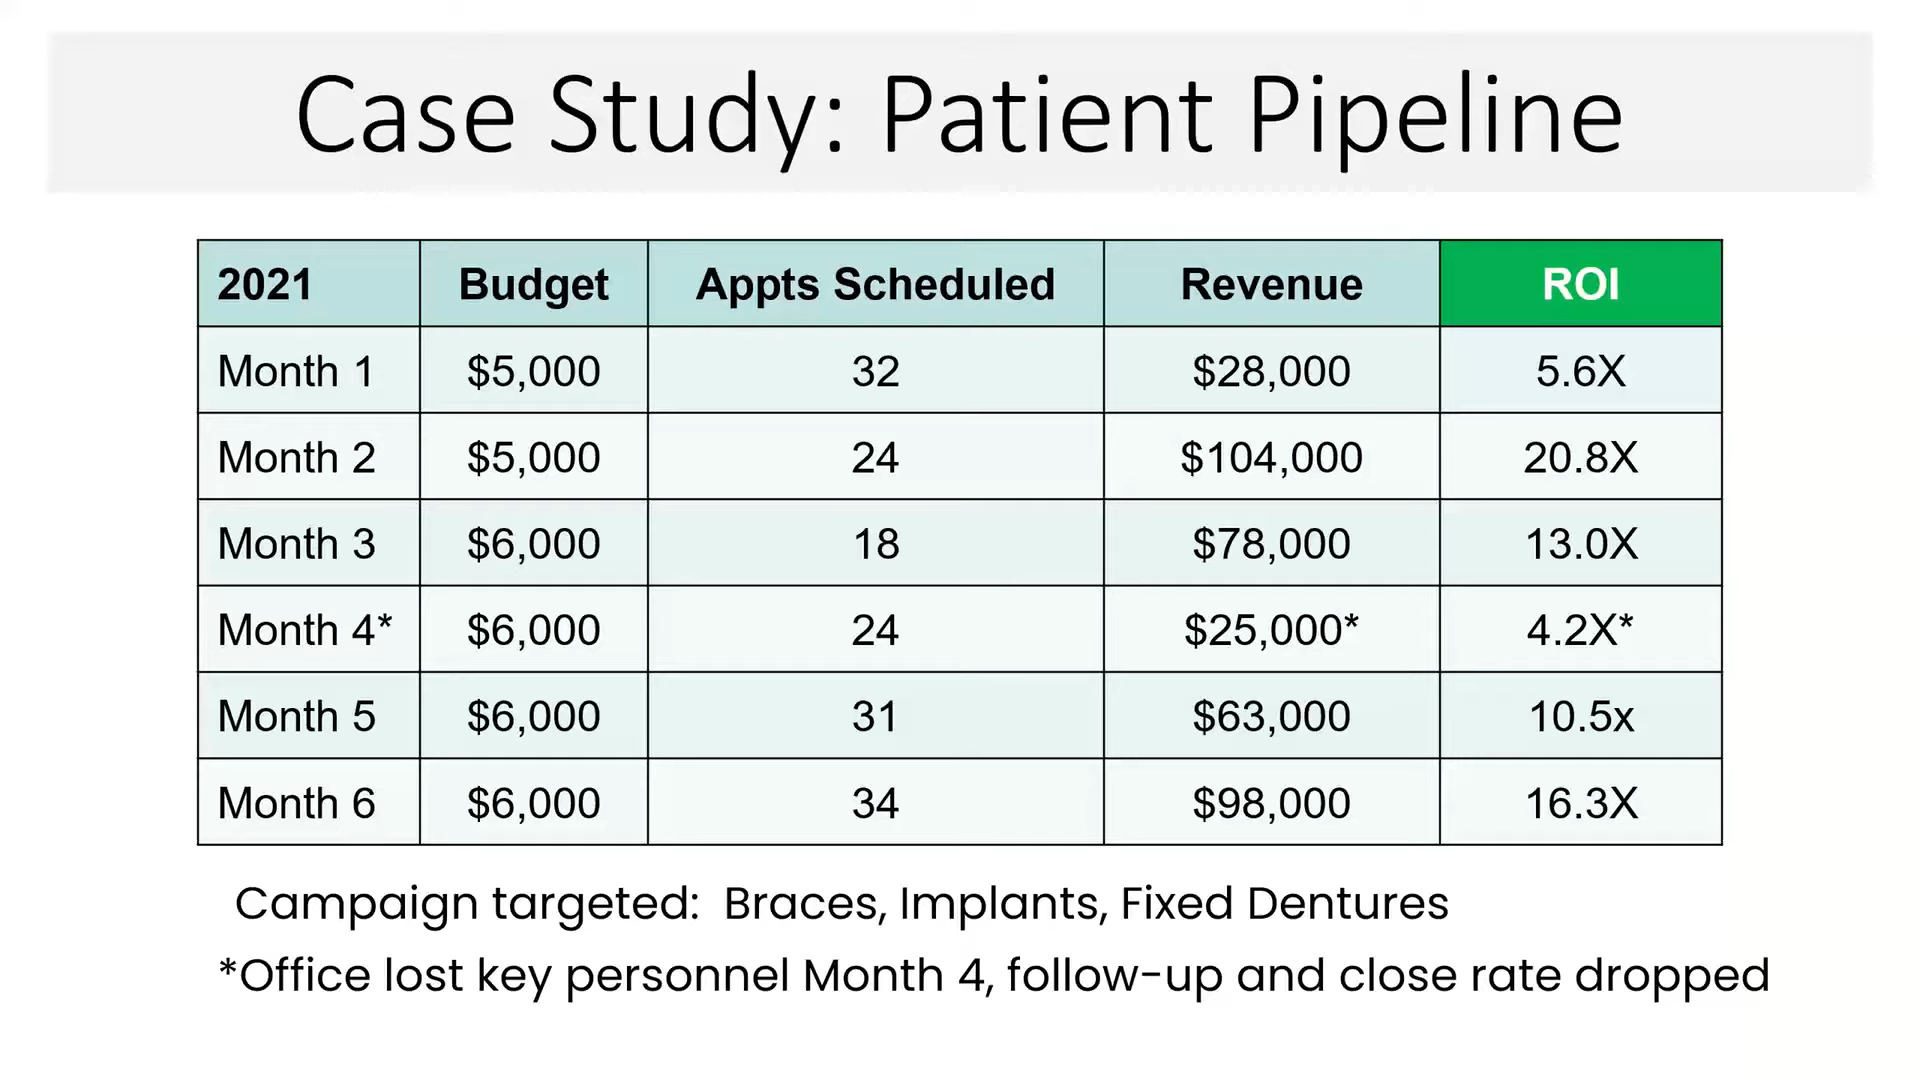 Case Study: Patient Pipeline
2021 Budget Appts Scheduled Revenue ROI
Month 1 $5,000 32 $28,000 5.6X
Month 2 $5,000 24 $104,000 20.8X
Month 3 $6,000 18 $78,000 13.0X
Month 4* $6,000 24 $25,000* 4.2X*
Month 5 $6,000 31 $63,000 10.5x
Month 6 $6,000 34 $98,000 16.3X
Campaign targeted: Braces, Implants, Fixed Dentures
*Office lost key personnel Month 4, follow-up and close rate dropped